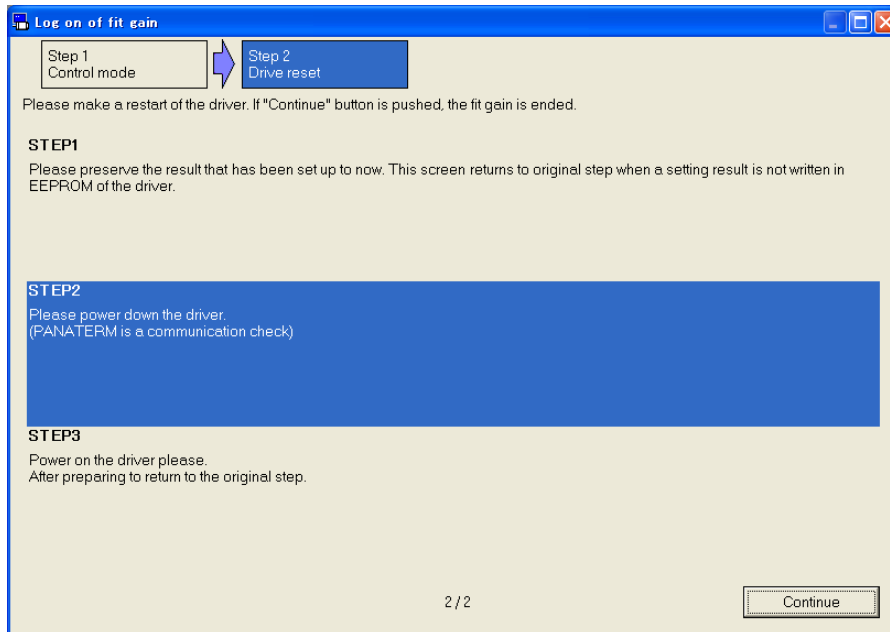 Log on of fit gain
Step 1
Control mode
Step 2
Drive reset
Please make a restart of the driver. If "Continue" button is pushed, the fit gain is ended.
STEP1
Please preserve the result that has been set up to now. This screen returns to original step when a setting result is not written in
EEPROM of the driver.
STEP2
Please power down the driver.
(PANATERM is a communication check)
STEP3
Power on the driver please.
After preparing to return to the original step.
2 / 2
Continue